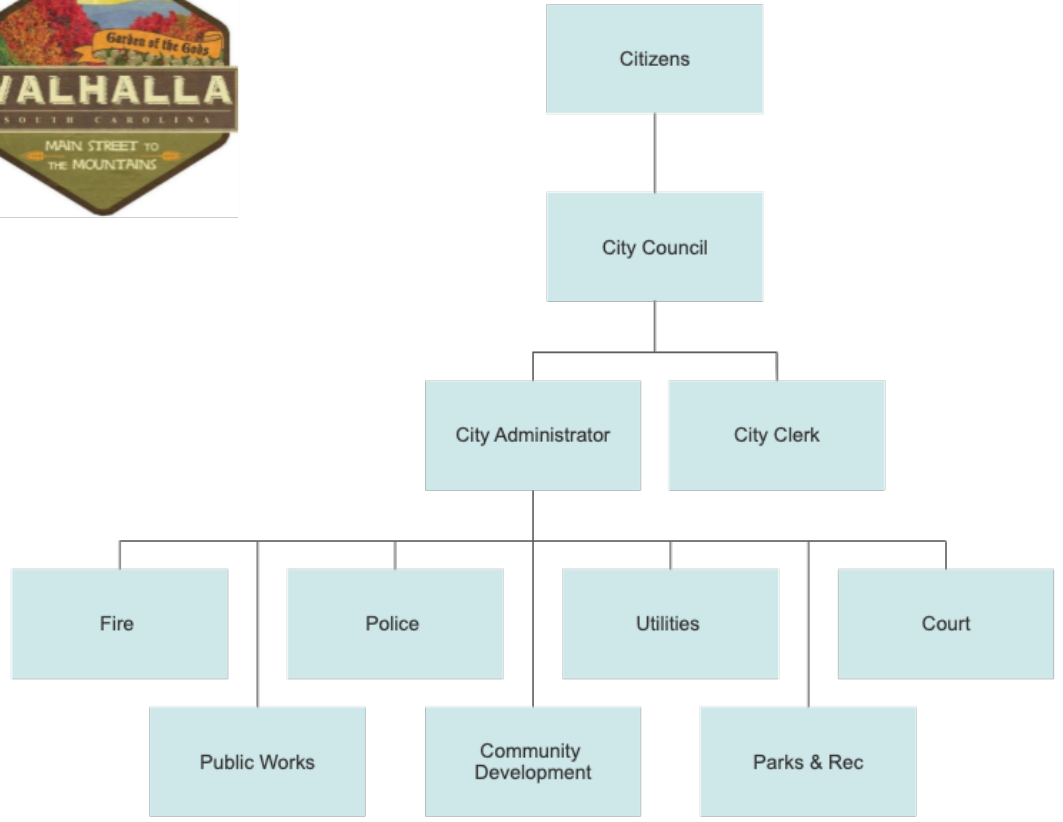 Garden of the Gods
VALHALLA
SOUTH CAROLINA
MAIN STREET TO
THE MOUNTAINS
Citizens
City Council
City Administrator
City Clerk
Fire
Police
Utilities
Court
Public Works
Community
Development
Parks & Rec